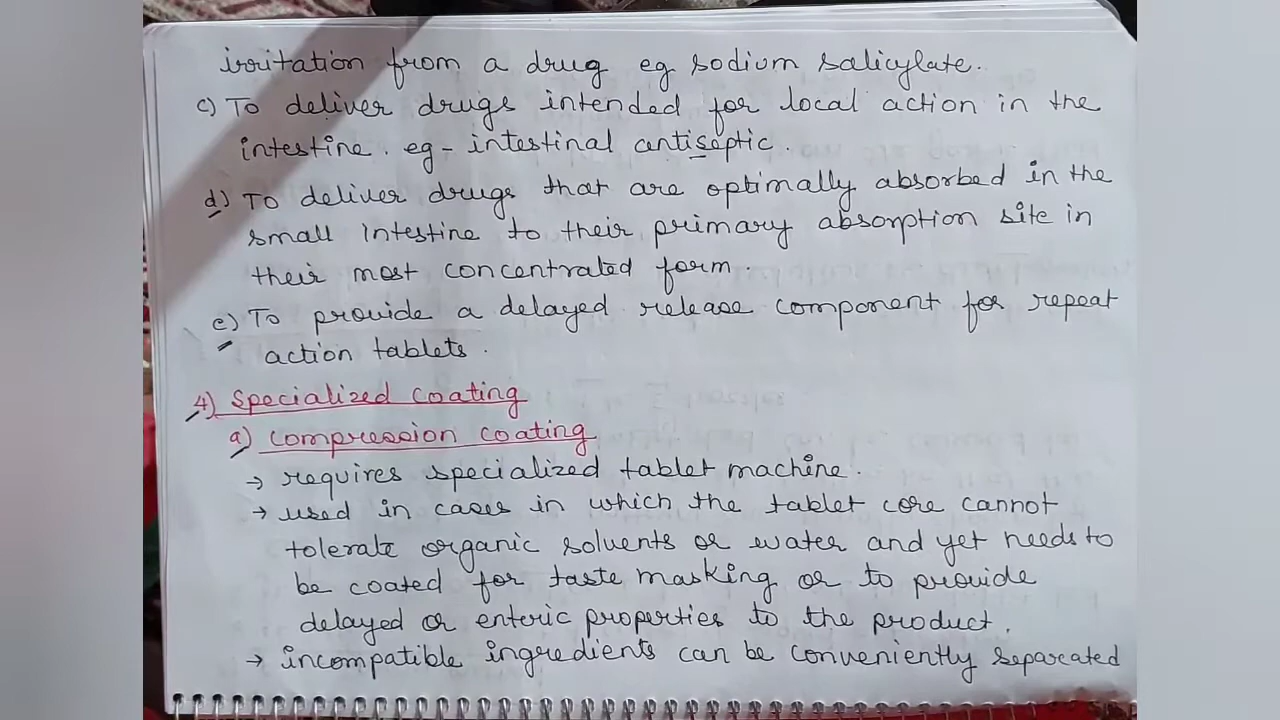 irritation from a drug eg sodium salicylate.
c) To deliver drugs intended for local action in the
intestine. eg - intestinal antiseptic.
d) To deliver drugs that are optimally absorbed in the
small intestine to their primary absorption site in
their most concentrated form.
e) To provide a delayed release component for repeat
action tablets.
4) Specialized coating
a) Compression coating
→ requires specialized tablet machine.
→ used in cases in which the tablet core cannot
tolerate organic solvents or water and yet needs to
be coated for taste masking or to provide
delayed or enteric properties to the product.
→ incompatible ingredients can be conveniently separated